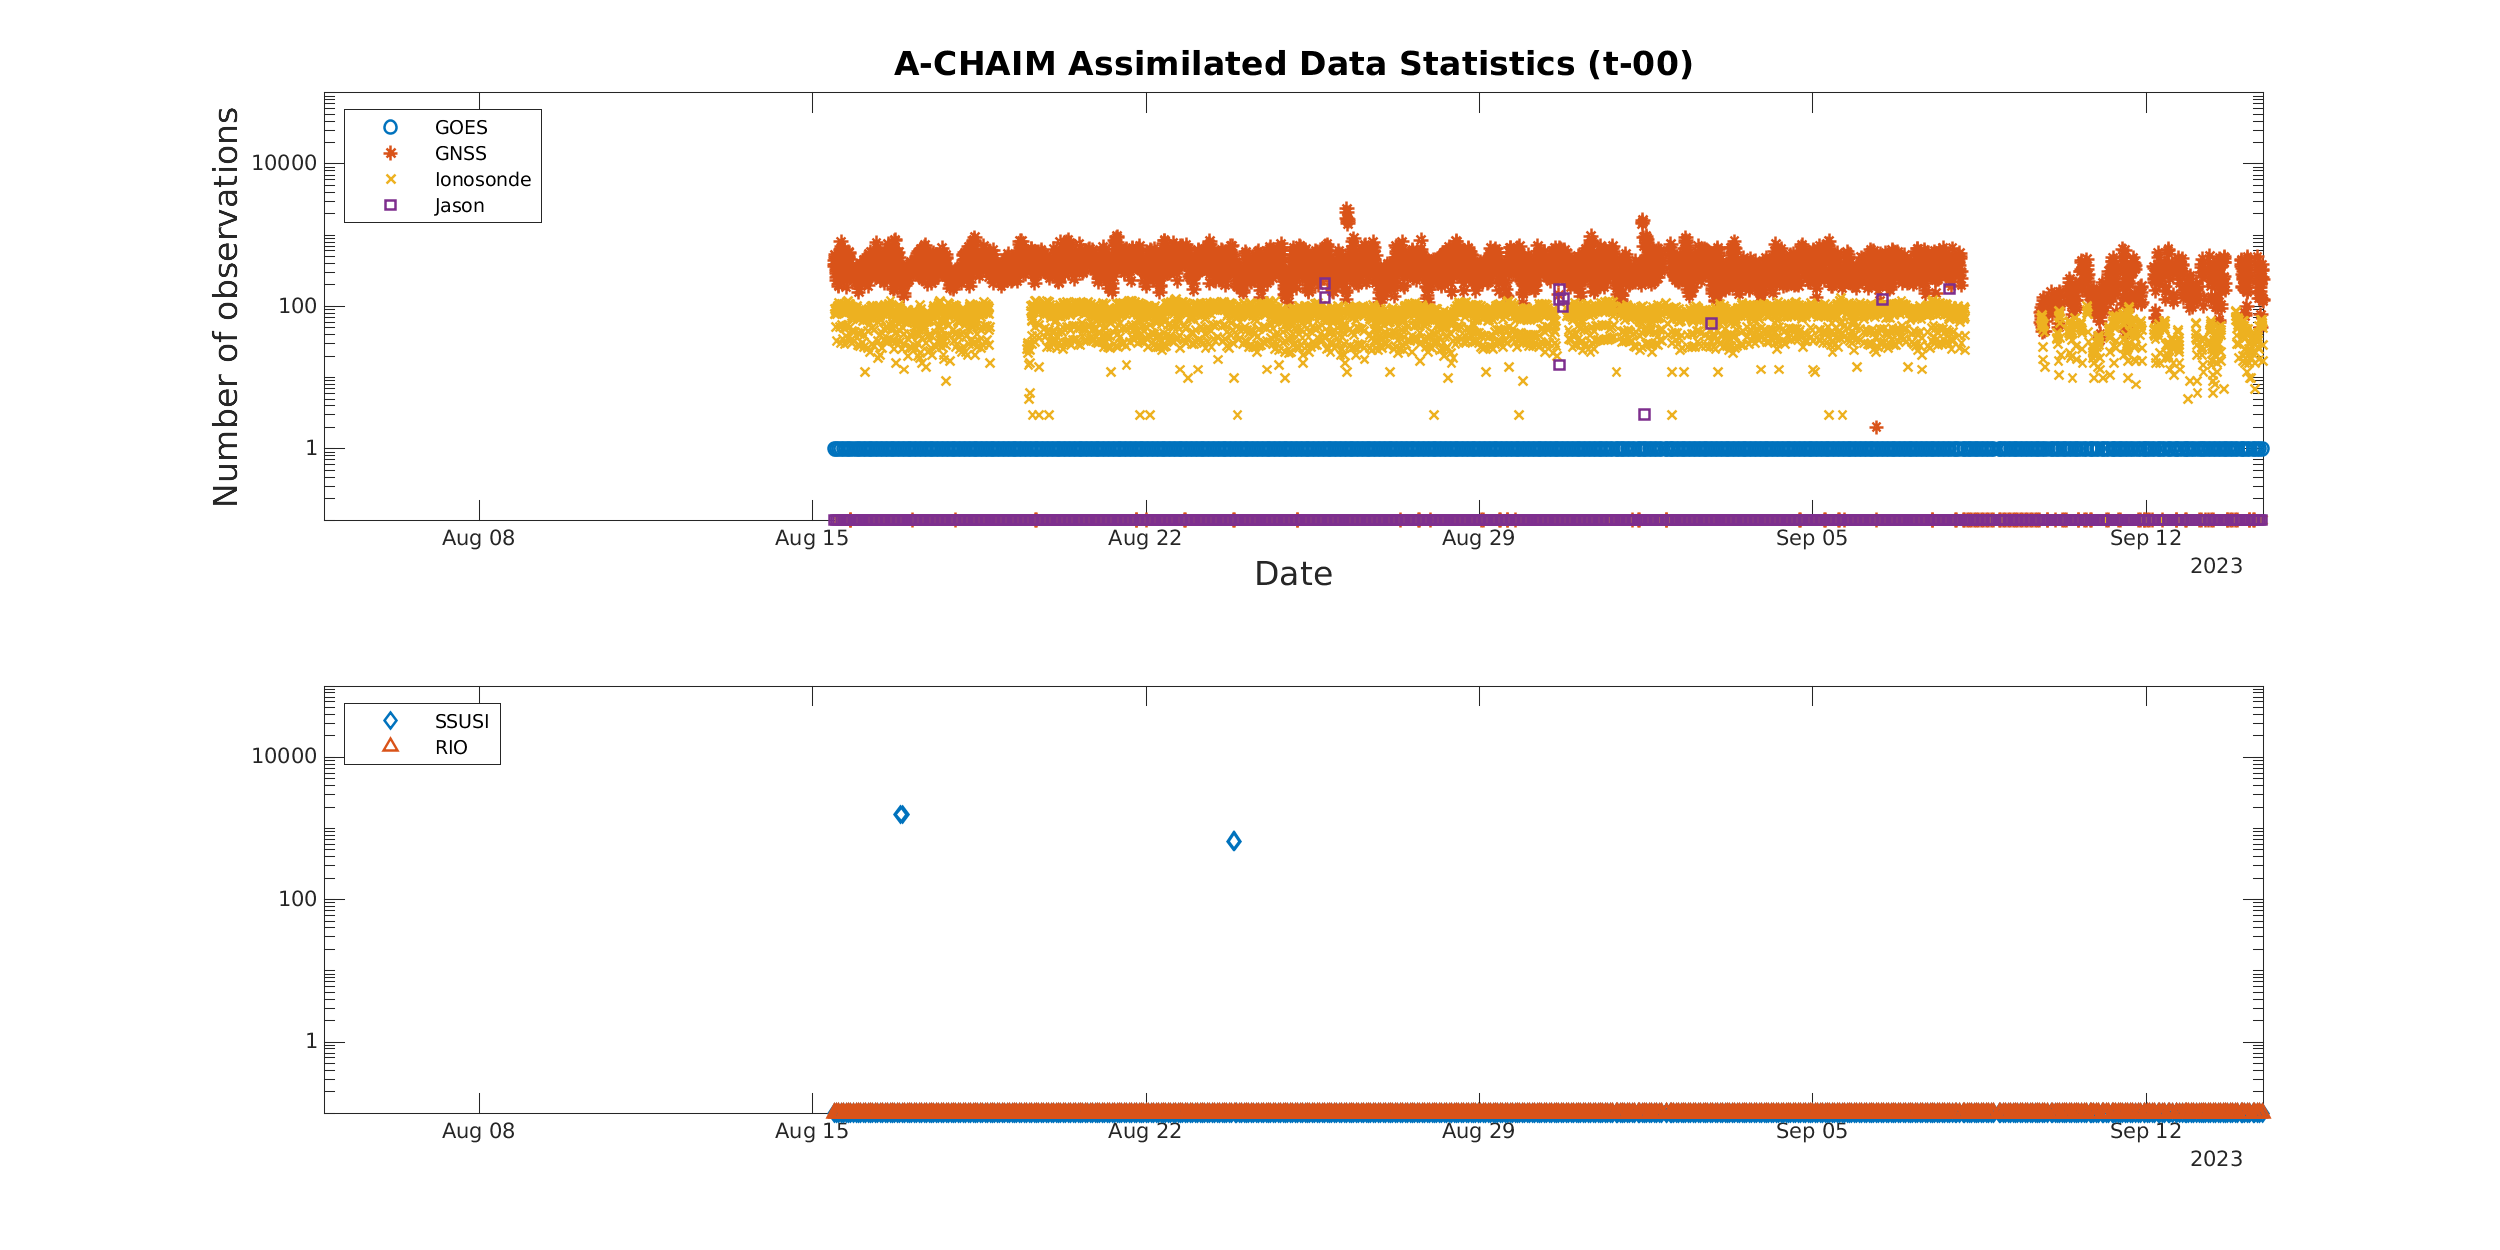 A-CHAIM Assimilated Data Statistics (t-00)
Number of observations
GOES
GNSS
Ionosonde
Jason
10000
100
1
Aug 08 Aug 15 Aug 22 Aug 29 Sep 05 Sep 12
2023
Date
SSUSI
RIO
10000
100
1
Aug 08 Aug 15 Aug 22 Aug 29 Sep 05 Sep 12
2023